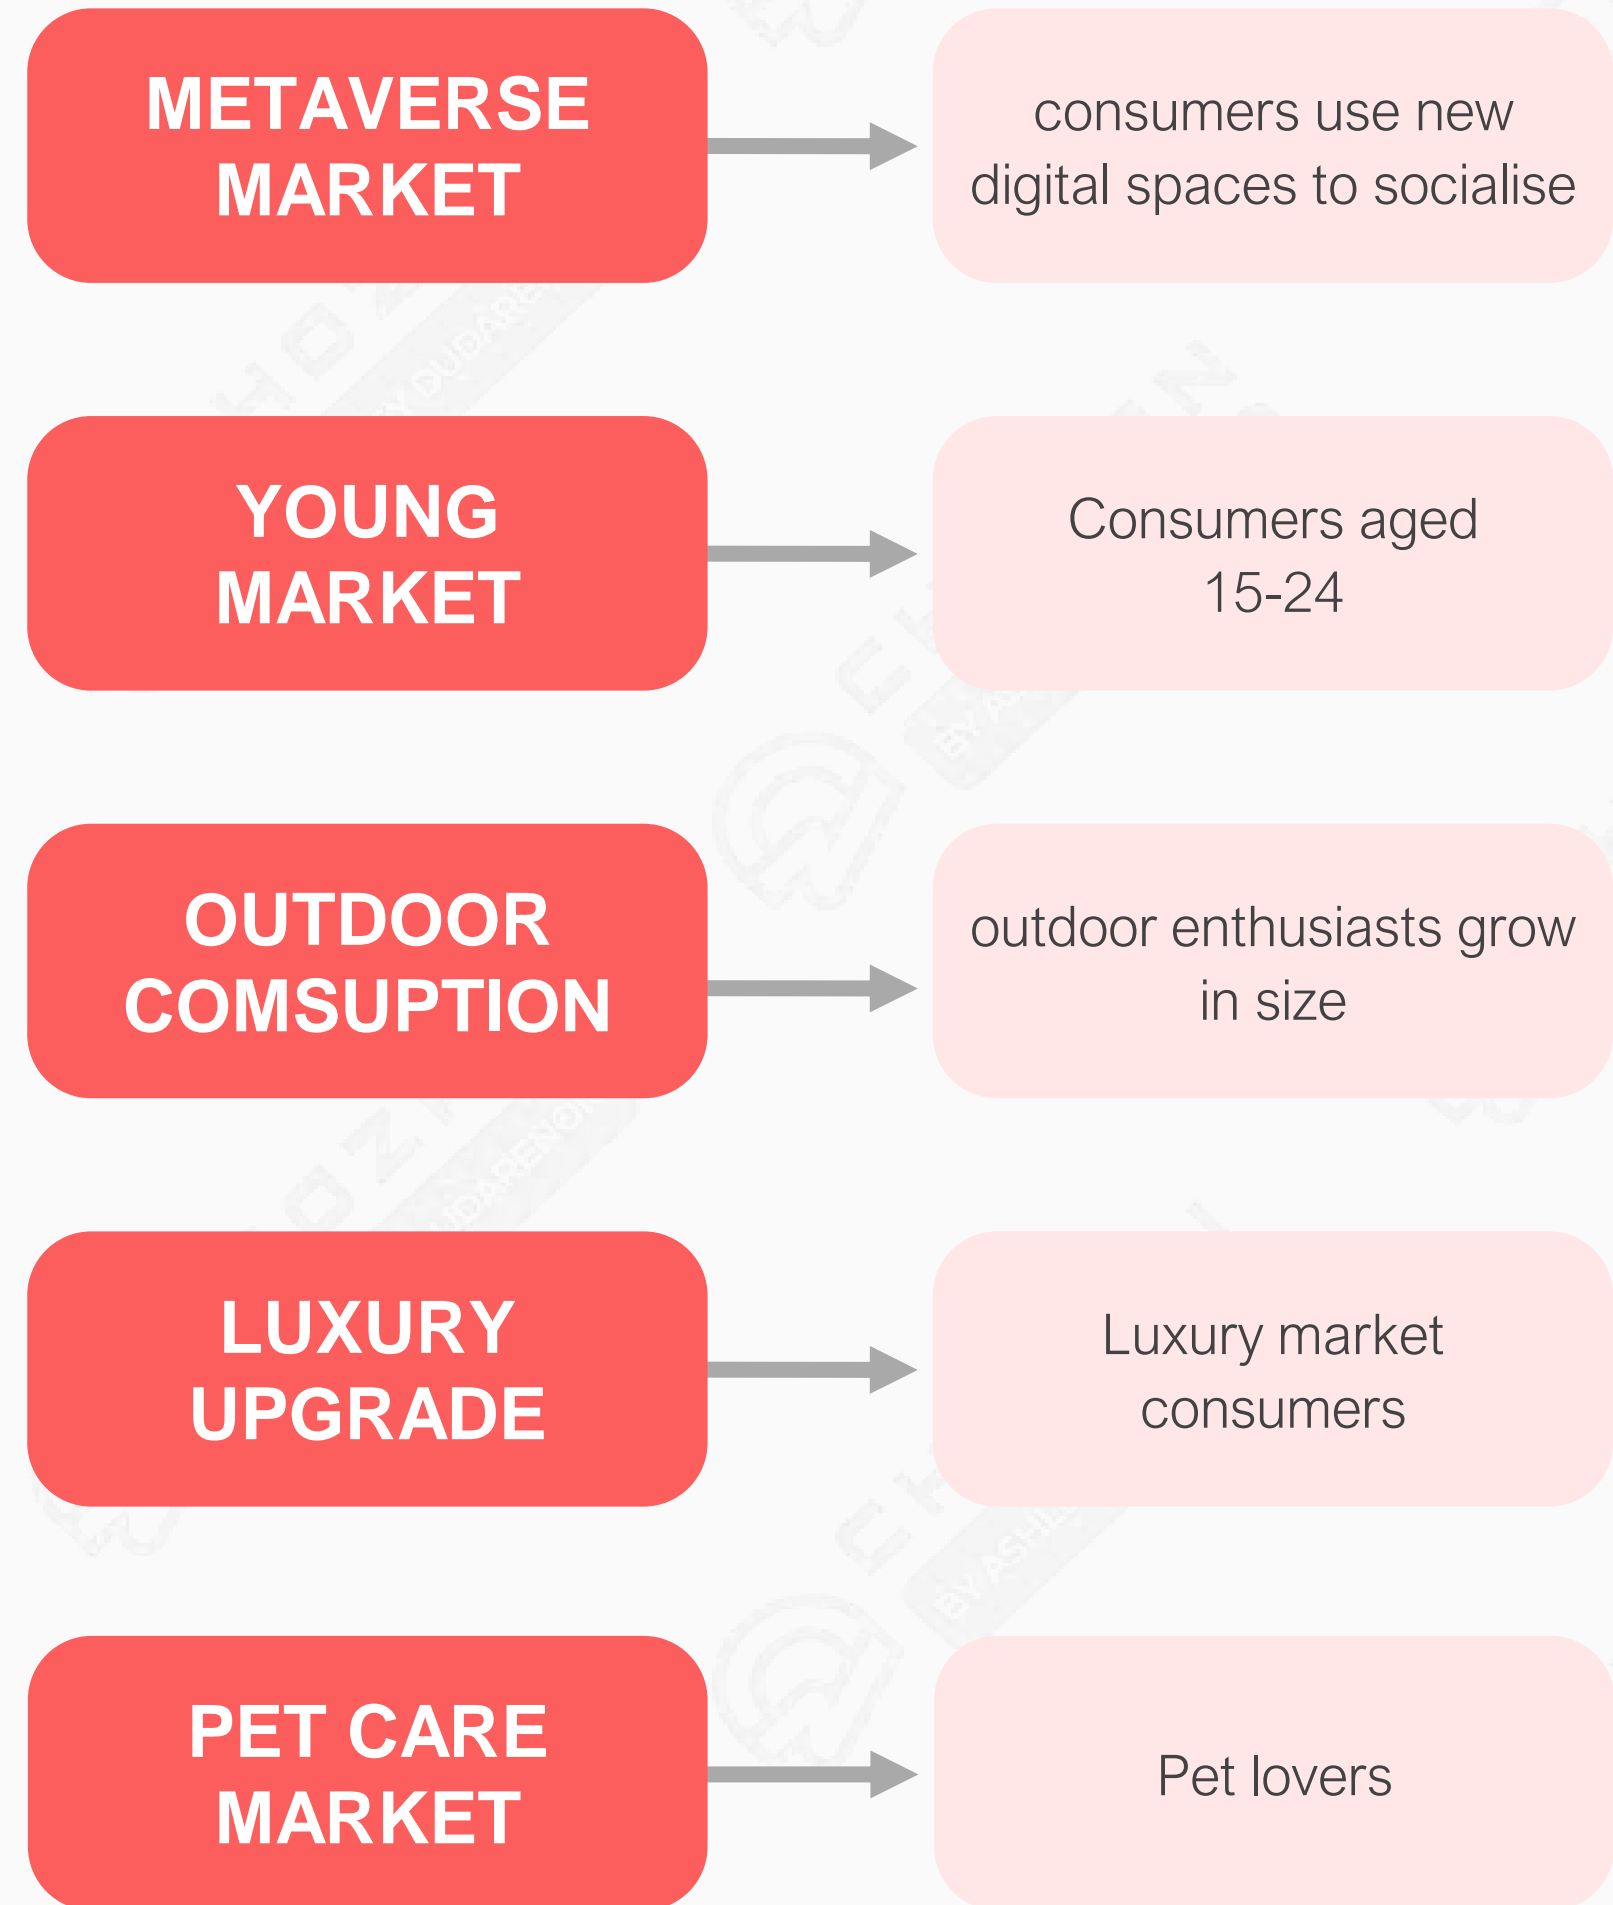 METAVERSE
MARKET
consumers use new
digital spaces to socialise
YOUNG
MARKET
Consumers aged
15-24
OUTDOOR
COMSUPTION
outdoor enthusiasts grow
in size
LUXURY
UPGRADE
Luxury market
consumers
PET CARE
MARKET
Pet lovers